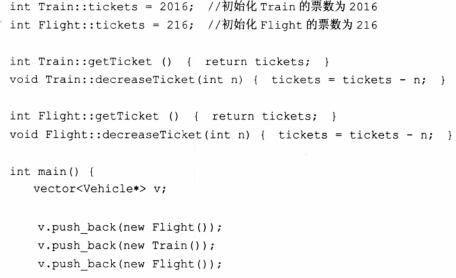 int Train::tickets = 2016;  //初始化 Train 的票数为 2016
int Flight::tickets = 216;  //初始化 Flight 的票数为 216
int Train::getTicket ()  {  return tickets;  }
void Train::decreaseTicket(int n) {  tickets = tickets - n;  }
int Flight::getTicket ()  {  return tickets;  }
void Flight::decreaseTicket(int n) {  tickets = tickets - n;  }
int main() {
vector<Vehicle*> v;
v.push_back(new Flight());
v.push_back(new Train());
v.push_back(new Flight());